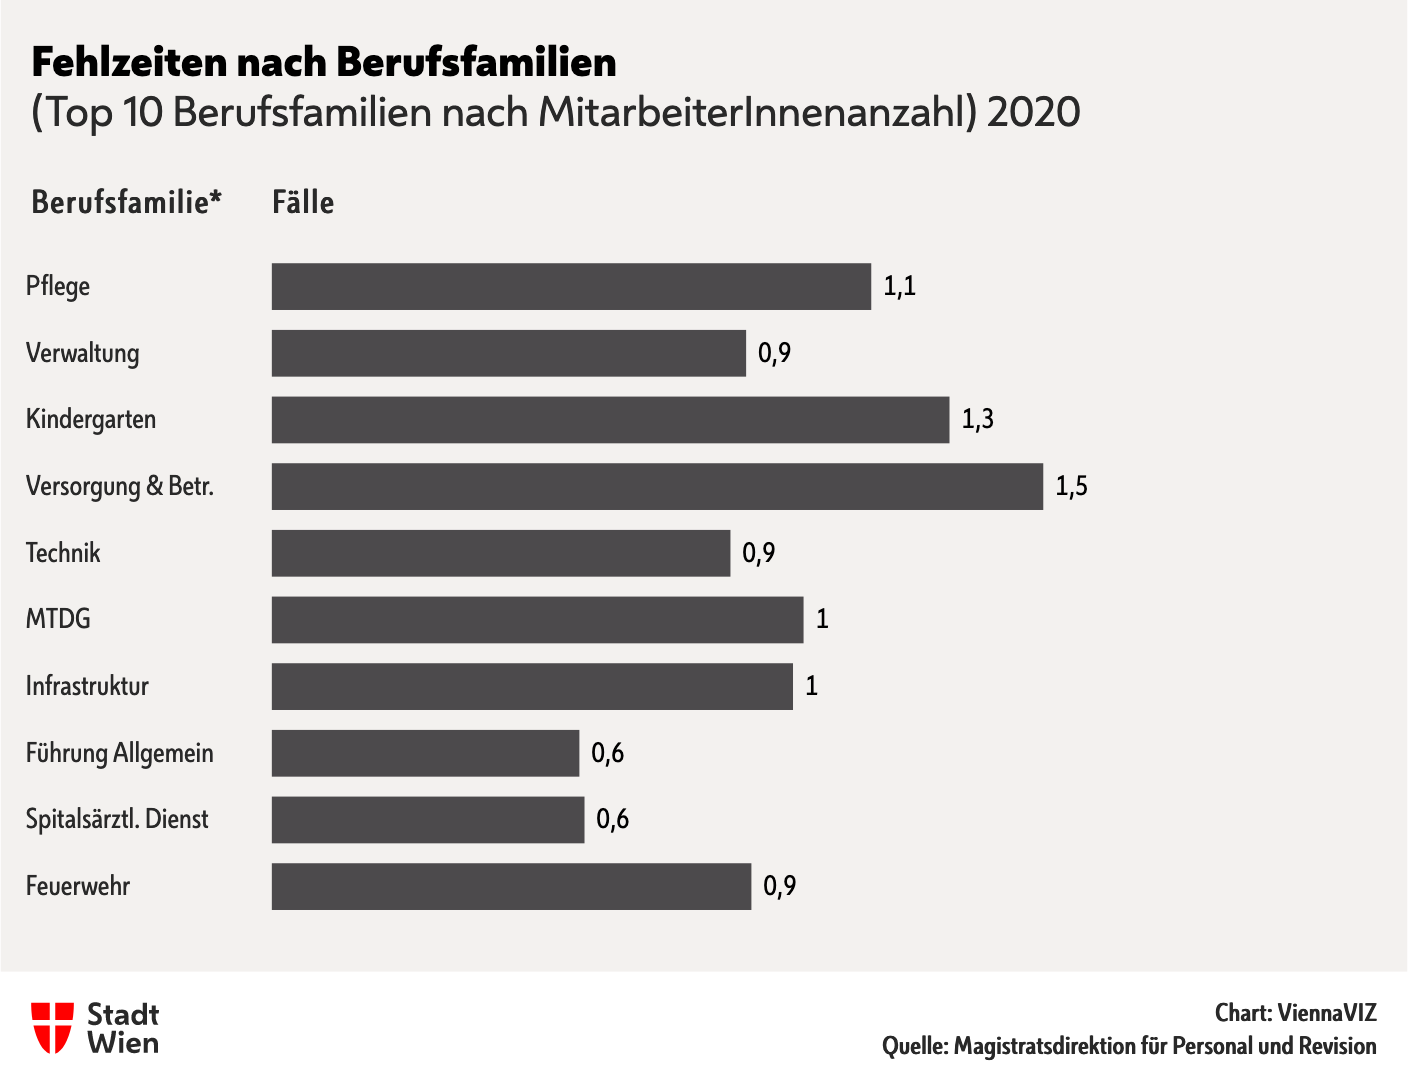 Fehlzeiten nach Berufsfamilien
(Top 10 Berufsfamilien nach MitarbeiterInnenanzahl) 2020
Berufsfamilie* Fälle
Pflege 1,1
Verwaltung 0,9
Kindergarten 1,3
Versorgung & Betr. 1,5
Technik 0,9
MTDG 1
Infrastruktur 1
Führung Allgemein 0,6
Spitalsärztl. Dienst 0,6
Feuerwehr 0,9
Stadt
Wien
Chart: ViennaVIZ
Quelle: Magistratsdirektion für Personal und Revision